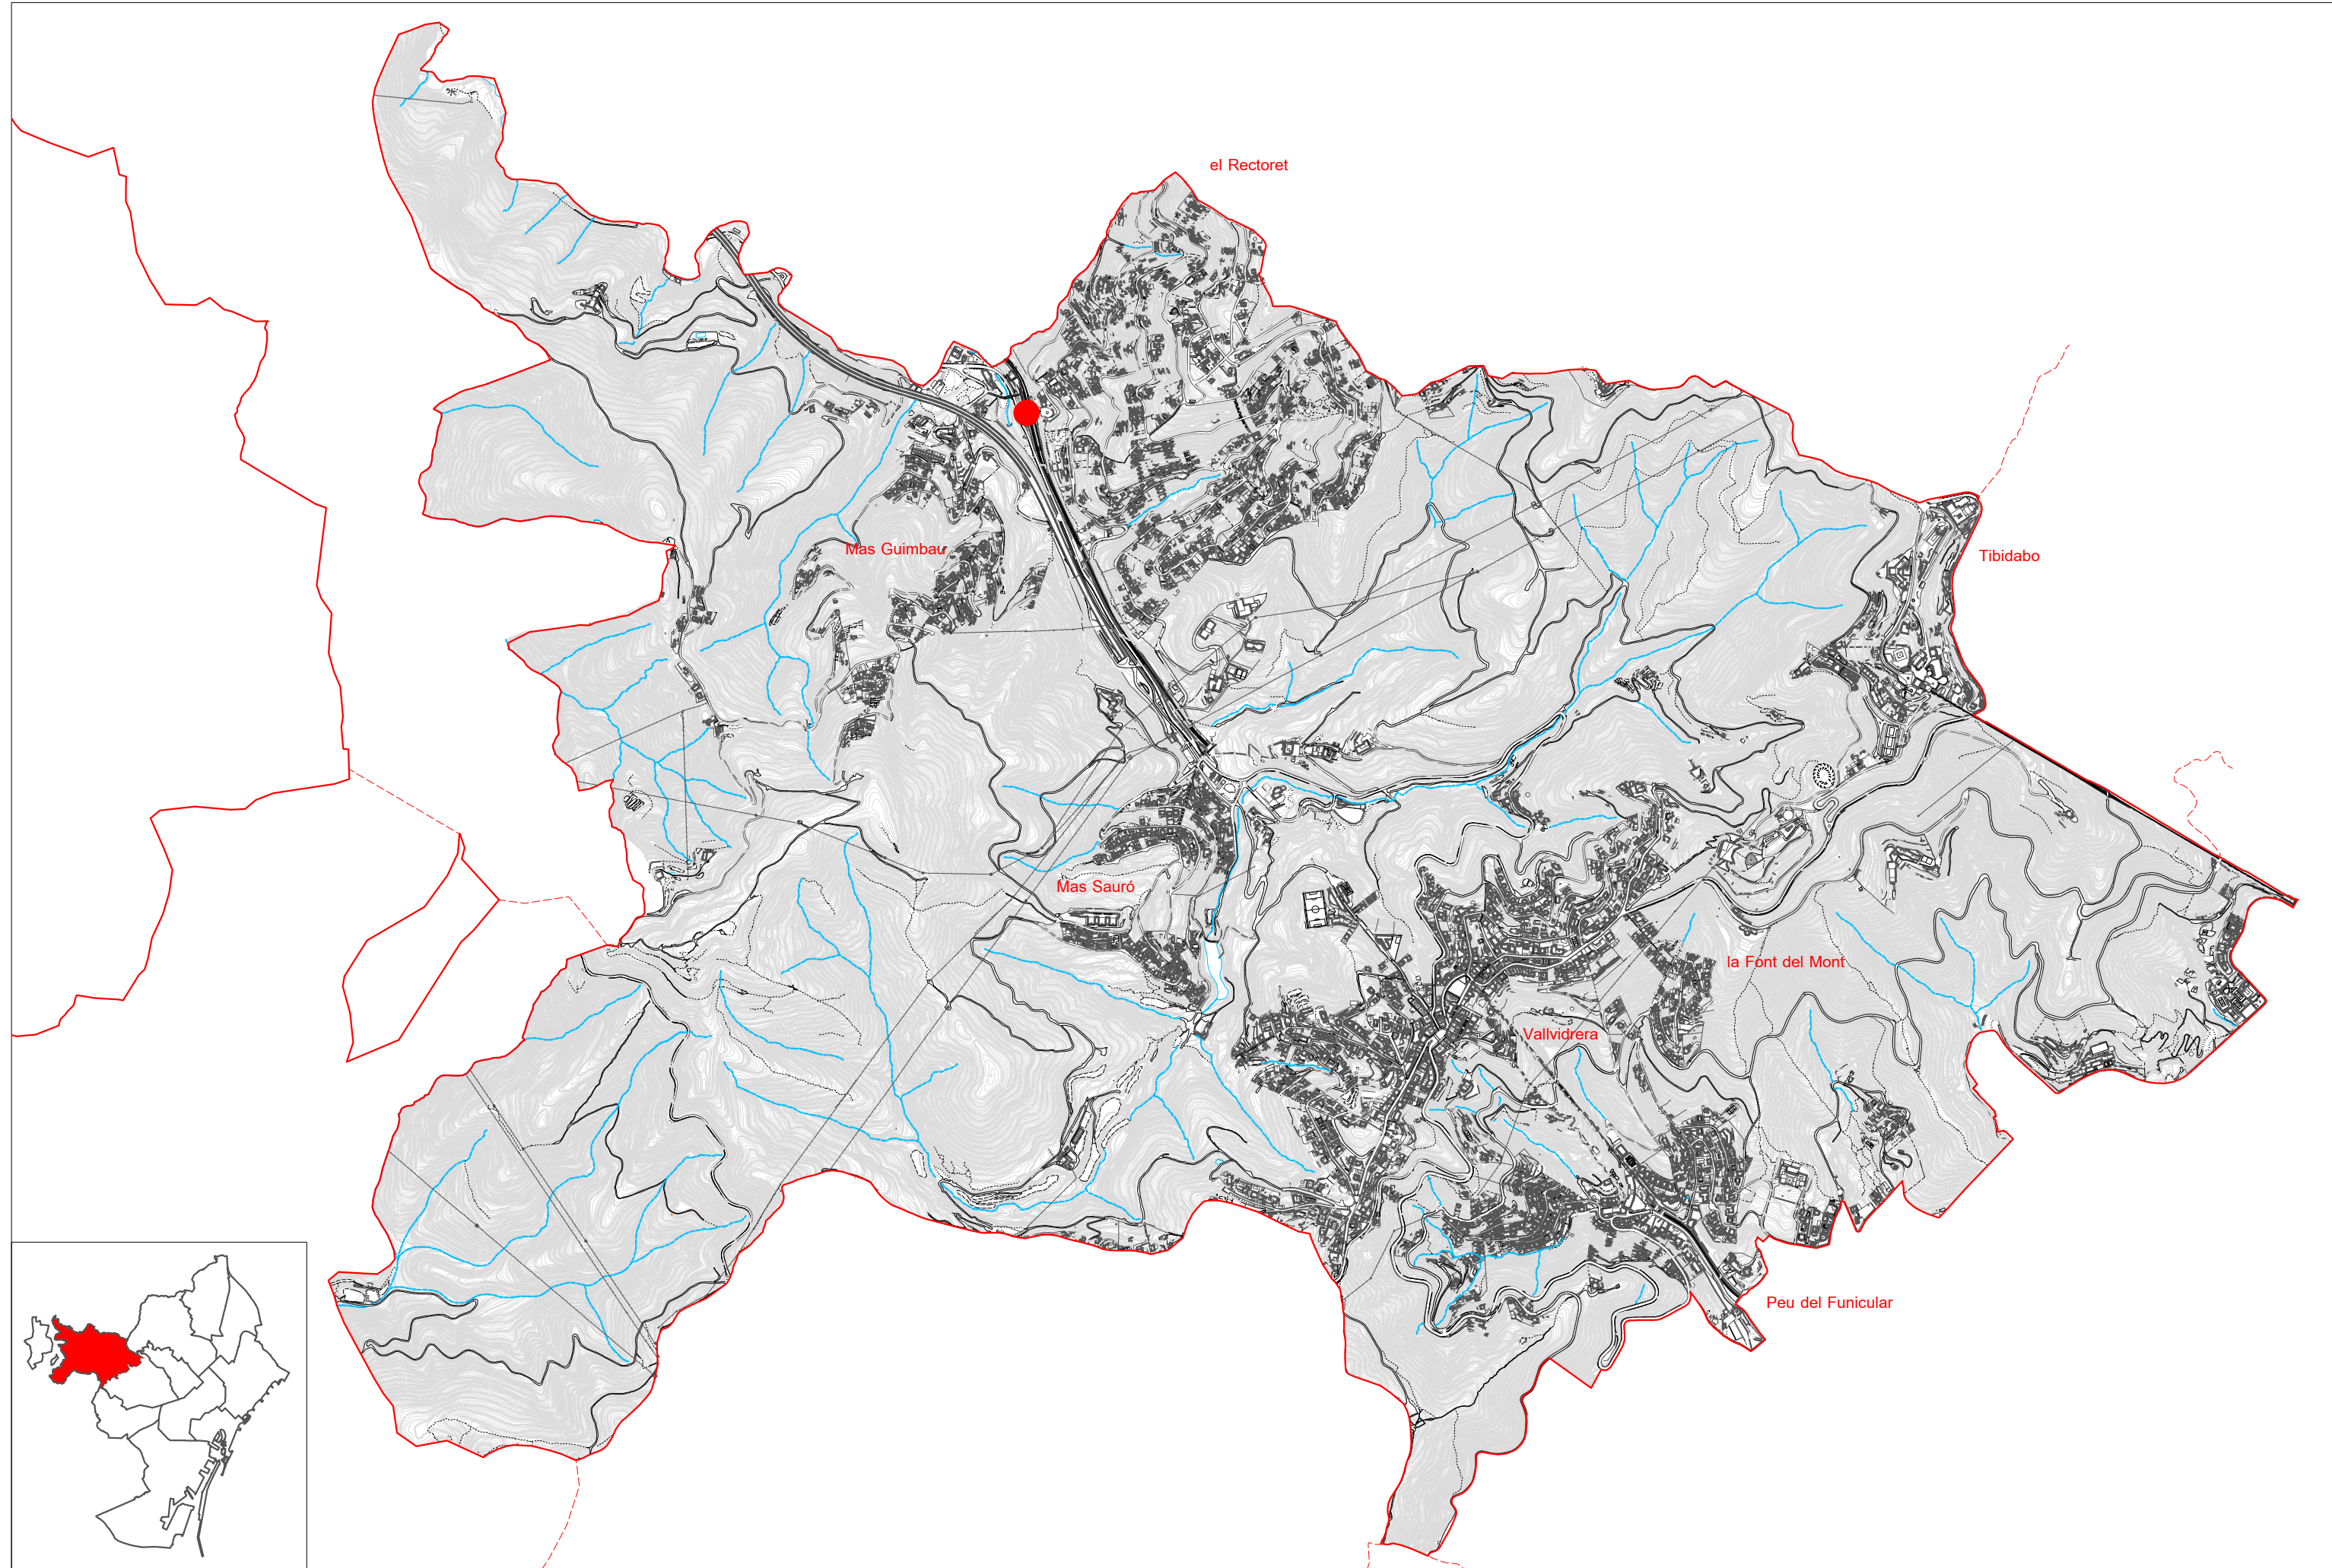 el Rectoret
Mas Guimbau
Tibidabo
Mas Sauró
la Font del Mont
Vallvidrera
Peu del Funicular